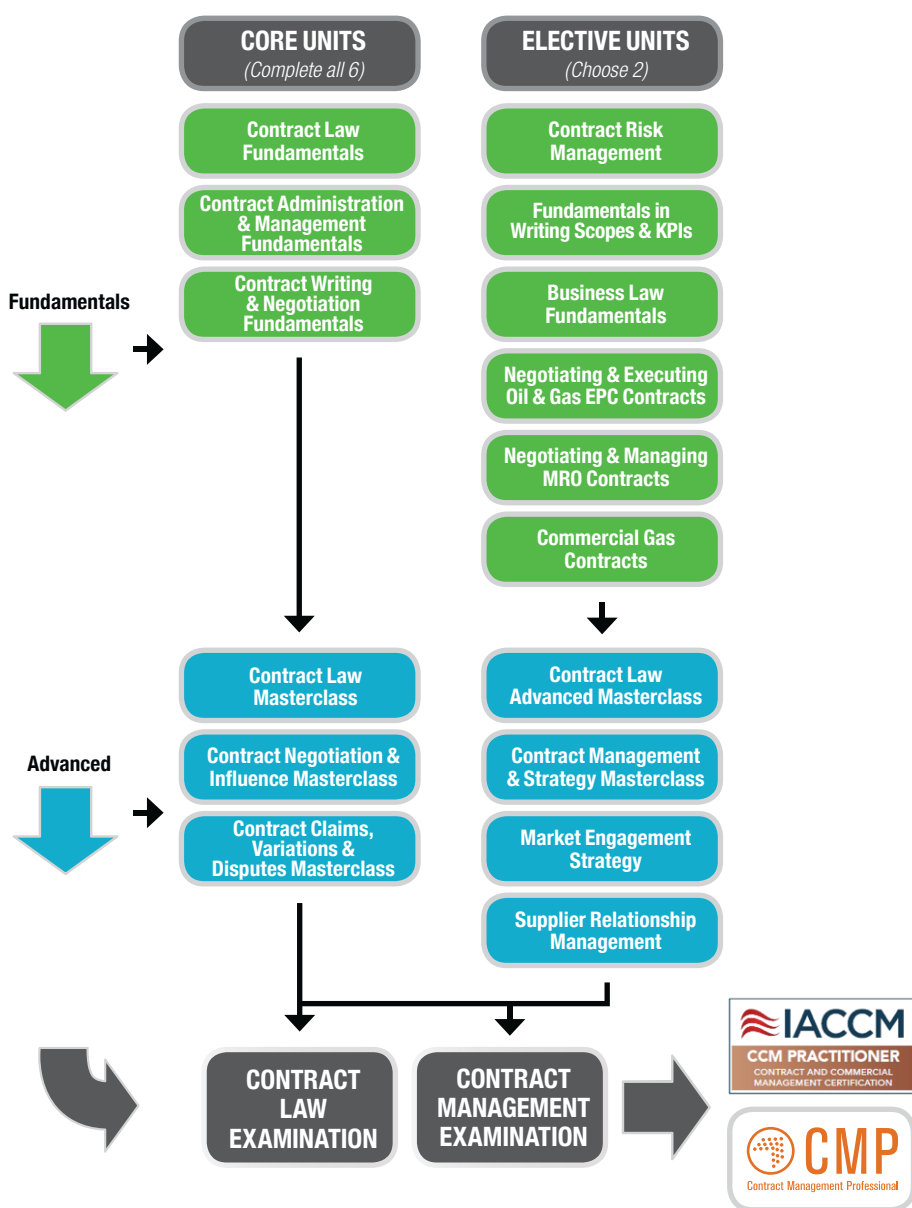 CORE UNITS
(Complete all 6)
Contract Law
Fundamentals
Contract Administration
& Management
Fundamentals
Contract Writing
& Negotiation
Fundamentals
ELECTIVE UNITS
(Choose 2)
Contract Risk
Management
Fundamentals in
Writing Scopes & KPIs
Business Law
Fundamentals
Negotiating & Executing
Oil & Gas EPC Contracts
Negotiating & Managing
MRO Contracts
Commercial Gas
Contracts
Fundamentals
Contract Law
Masterclass
Contract Negotiation &
Influence Masterclass
Contract Claims,
Variations &
Disputes Masterclass
Contract Law
Advanced Masterclass
Contract Management
& Strategy Masterclass
Market Engagement
Strategy
Supplier Relationship
Management
Advanced
CONTRACT
LAW
EXAMINATION
CONTRACT
MANAGEMENT
EXAMINATION
IACCM
CCM PRACTITIONER
CONTRACT AND COMMERCIAL
MANAGEMENT CERTIFICATION
CMP
Contract Management Professional